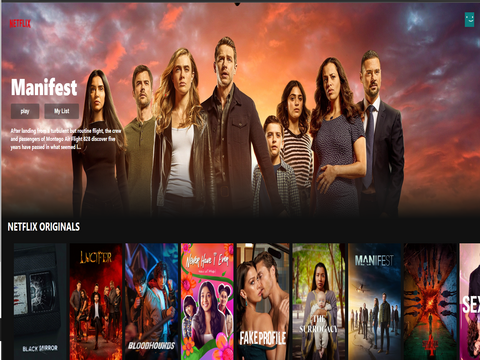 NETFLIX
Manifest
play
My List
After landing from a turbulent but routine flight, the crew
and passengers of Montego Air Flight 828 discover five
years have passed in what seemed l...
NETFLIX ORIGINALS
BLACK MIRROR
LUCIFER
BLOODHOUNDS
Never Have I Ever
FAKE PROFILE
THE
SURROGACY
MANIFEST
SEX